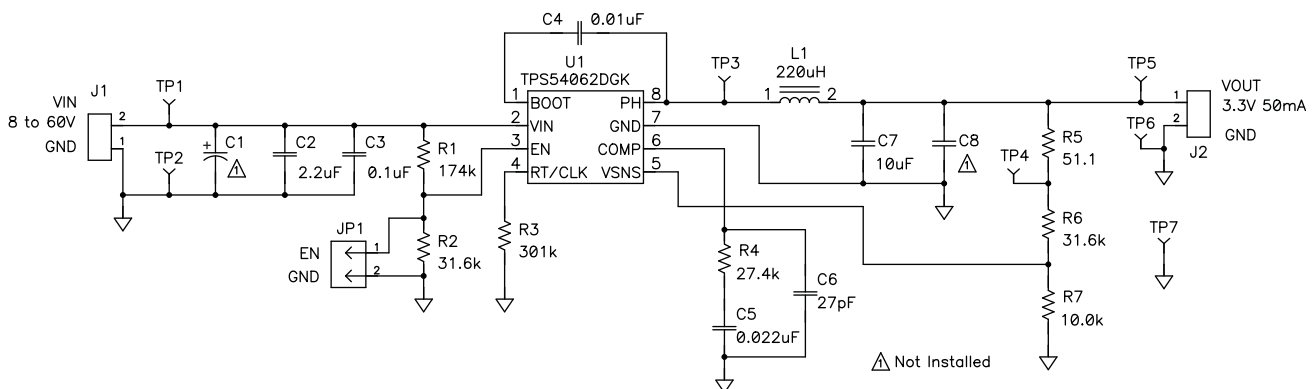 C4 0.01uF
U1
TPS54062DGK
1 BOOT PH 8
2 VIN GND 7
3 EN COMP 6
4 RT/CLK VSNS 5
J1
VIN
8 to 60V
GND
2
1
TP1
TP2
+ C1
1
C2
2.2uF
C3
0.1uF
R1
174k
R2
31.6k
JP1
EN
GND
1
2
R3
301k
TP3
L1
220uH
1 2
C7
10uF
C8
1
R4
27.4k
C5
0.022uF
C6
27pF
TP4
R5
51.1
R6
31.6k
R7
10.0k
TP5
TP6
TP7
1
2
J2
VOUT
3.3V 50mA
GND
1 Not Installed